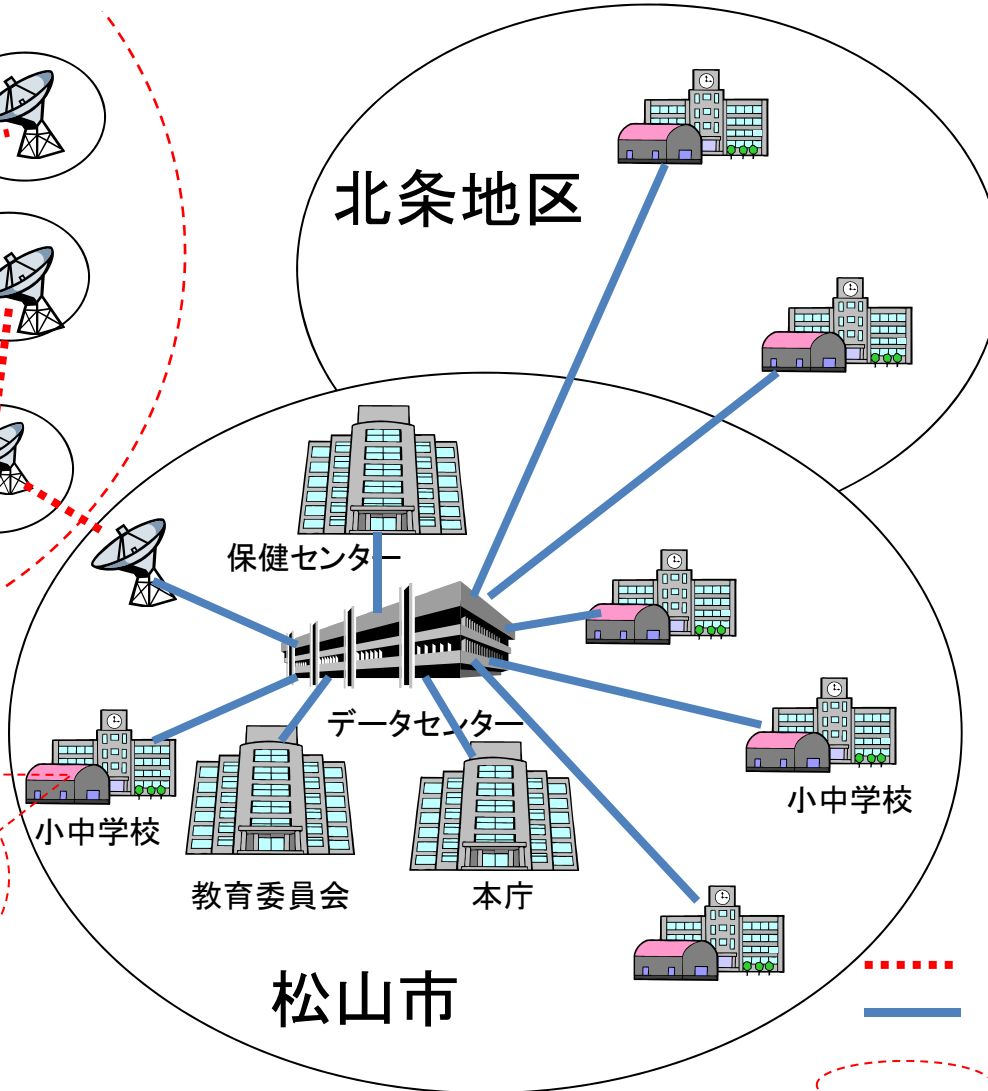 北条地区
保健センター
データセンター
小中学校
小中学校
教育委員会
本庁
松山市